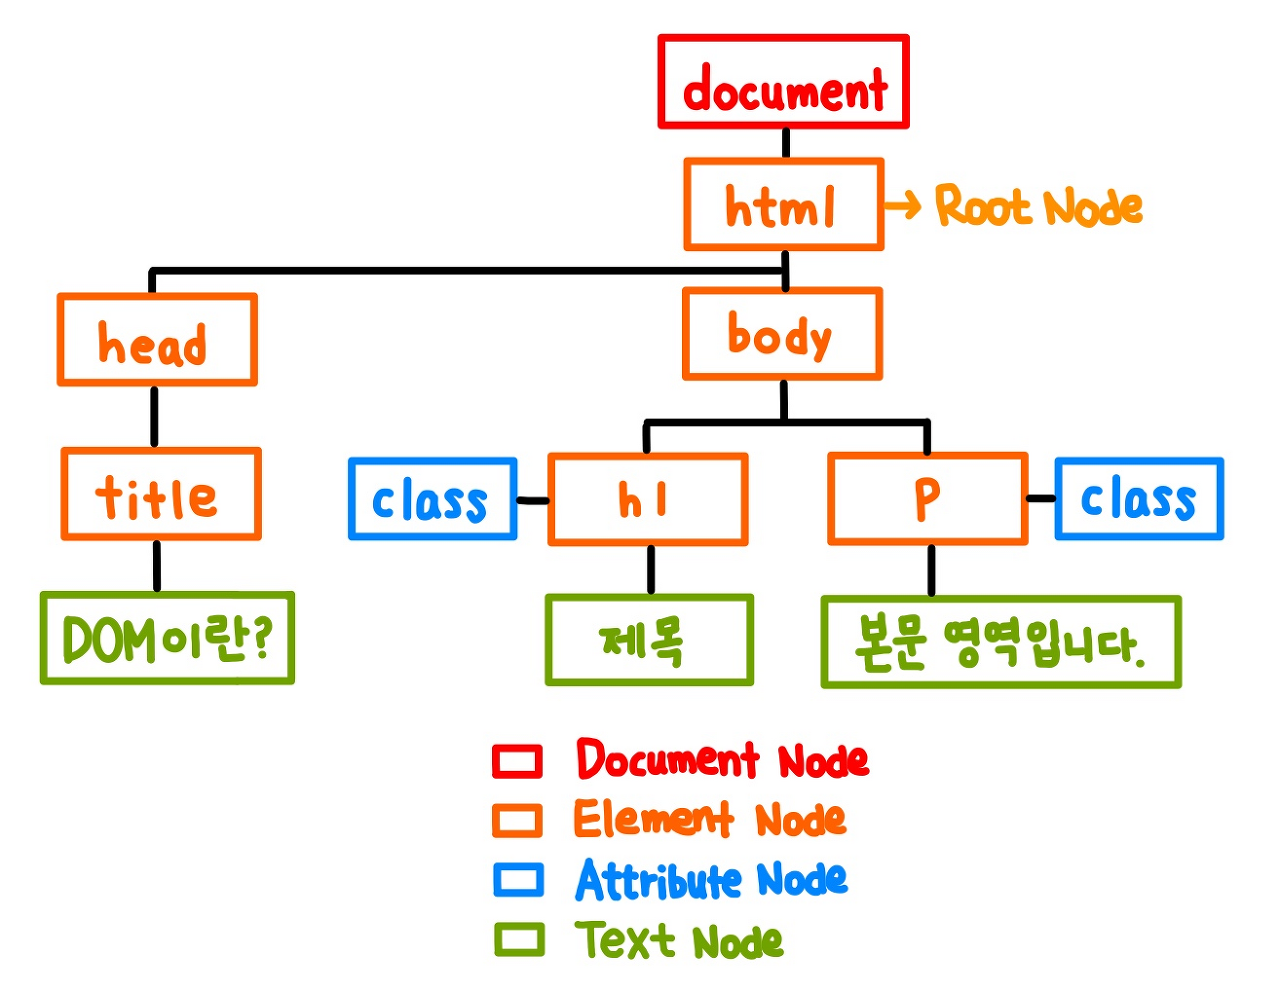 document
html → Root Node
head
body
title
class
h1
P
class
DOM이란?
제목
본문 영역입니다.
Document Node
Element Node
Attribute Node
Text Node